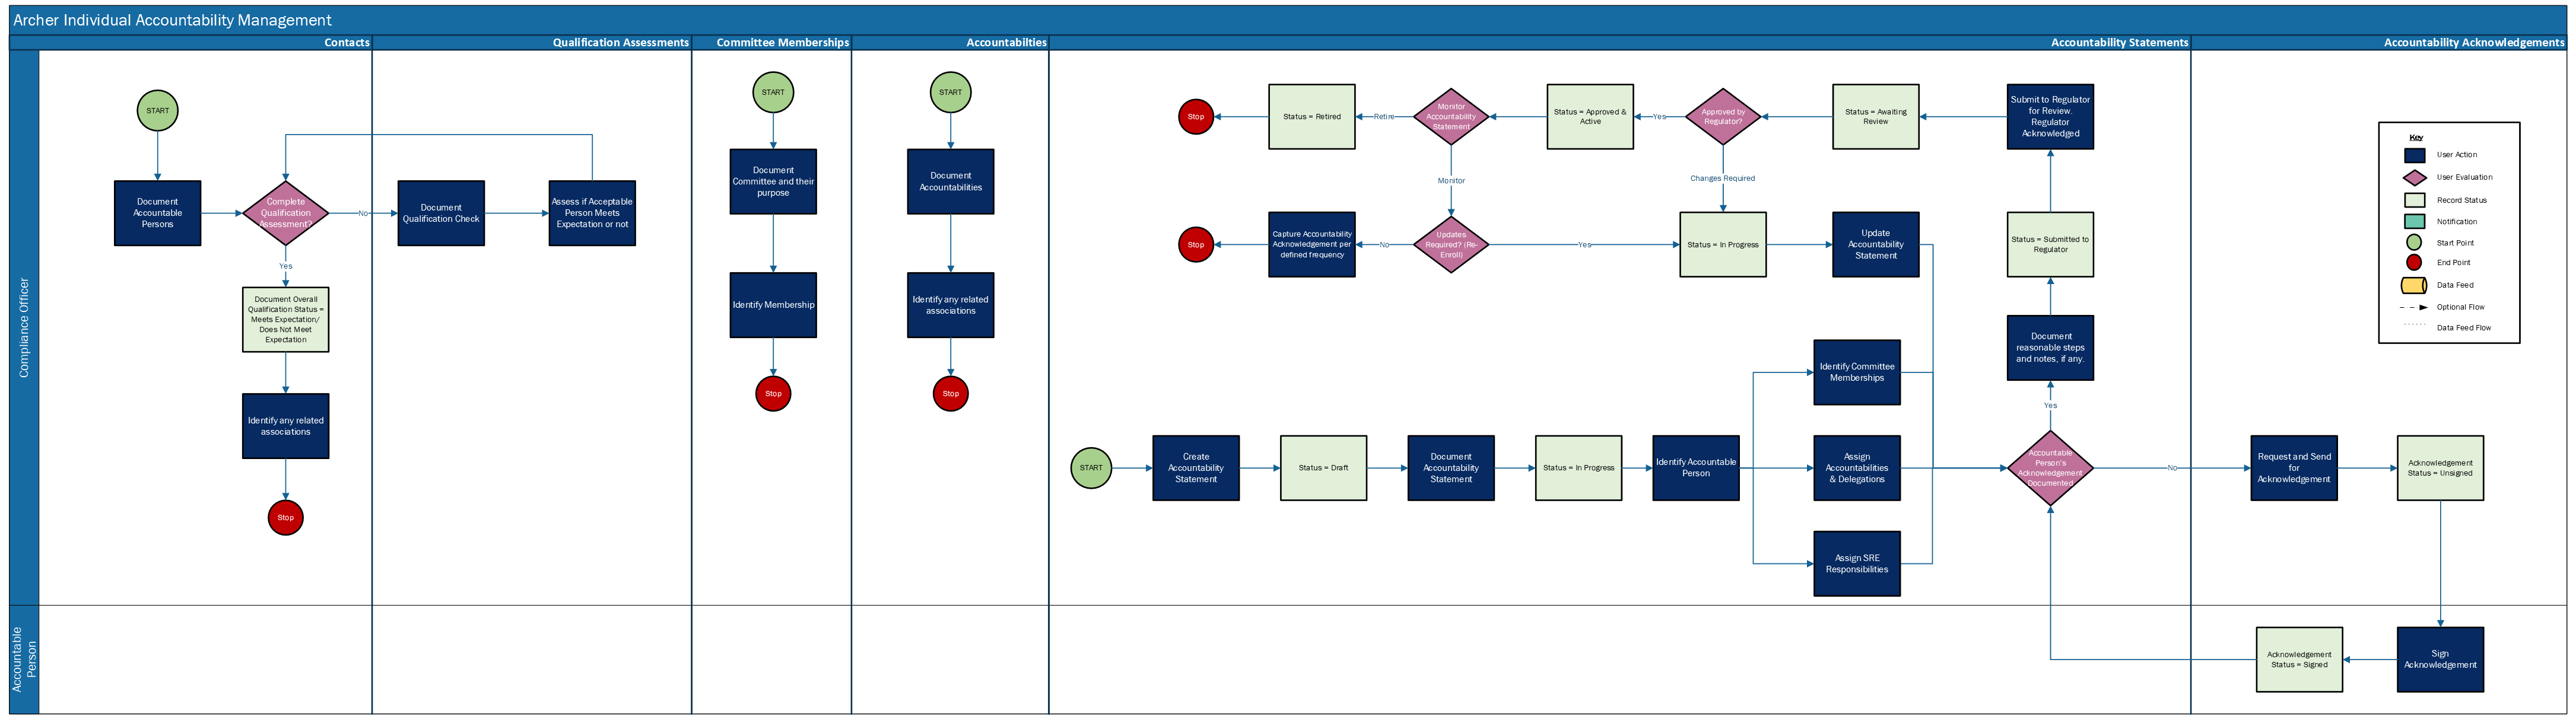 Archer Individual Accountability Management
Contacts
Qualification Assessments
Committee Memberships
Accountabilties
Accountability Statements
Accountability Acknowledgements
Compliance Officer
Accountable
Person
START
Document
Accountable
Persons
Complete
Qualification
Assessment?
No
Yes
Document Overall
Qualification Status =
Meets Expectation/
Does Not Meet
Expectation
Identify any related
associations
Stop
Document
Qualification Check
Assess if Acceptable
Person Meets
Expectation or not
START
Document
Committee and their
purpose
Identify Membership
Stop
START
Document
Accountabilities
Identify any related
associations
Stop
Stop
Status = Retired
Retire
Monitor
Accountability
Statement
Status = Approved &
Active
Yes
Approved by
Regulator?
Status = Awaiting
Review
Submit to Regulator
for Review.
Regulator
Acknowledged
Monitor
Changes Required
Stop
Capture Accountability
Acknowledgement per
defined frequency
No
Updates
Required? (Re-
Enroll)
Yes
Status = In Progress
Update
Accountability
Statement
Status = Submitted to
Regulator
Document
reasonable steps
and notes, if any.
Yes
START
Create
Accountability
Statement
Status = Draft
Document
Accountability
Statement
Status = In Progress
Identify Accountable
Person
Identify Committee
Memberships
Assign
Accountabilities
& Delegations
Assign SRE
Responsibilities
Accountable
Person's
Acknowledgement
Documented
No
Request and Send
for
Acknowledgement
Acknowledgement
Status = Unsigned
Sign
Acknowledgement
Acknowledgement
Status = Signed
Key
User Action
User Evaluation
Record Status
Notification
Start Point
End Point
Data Feed
Optional Flow
Data Feed Flow